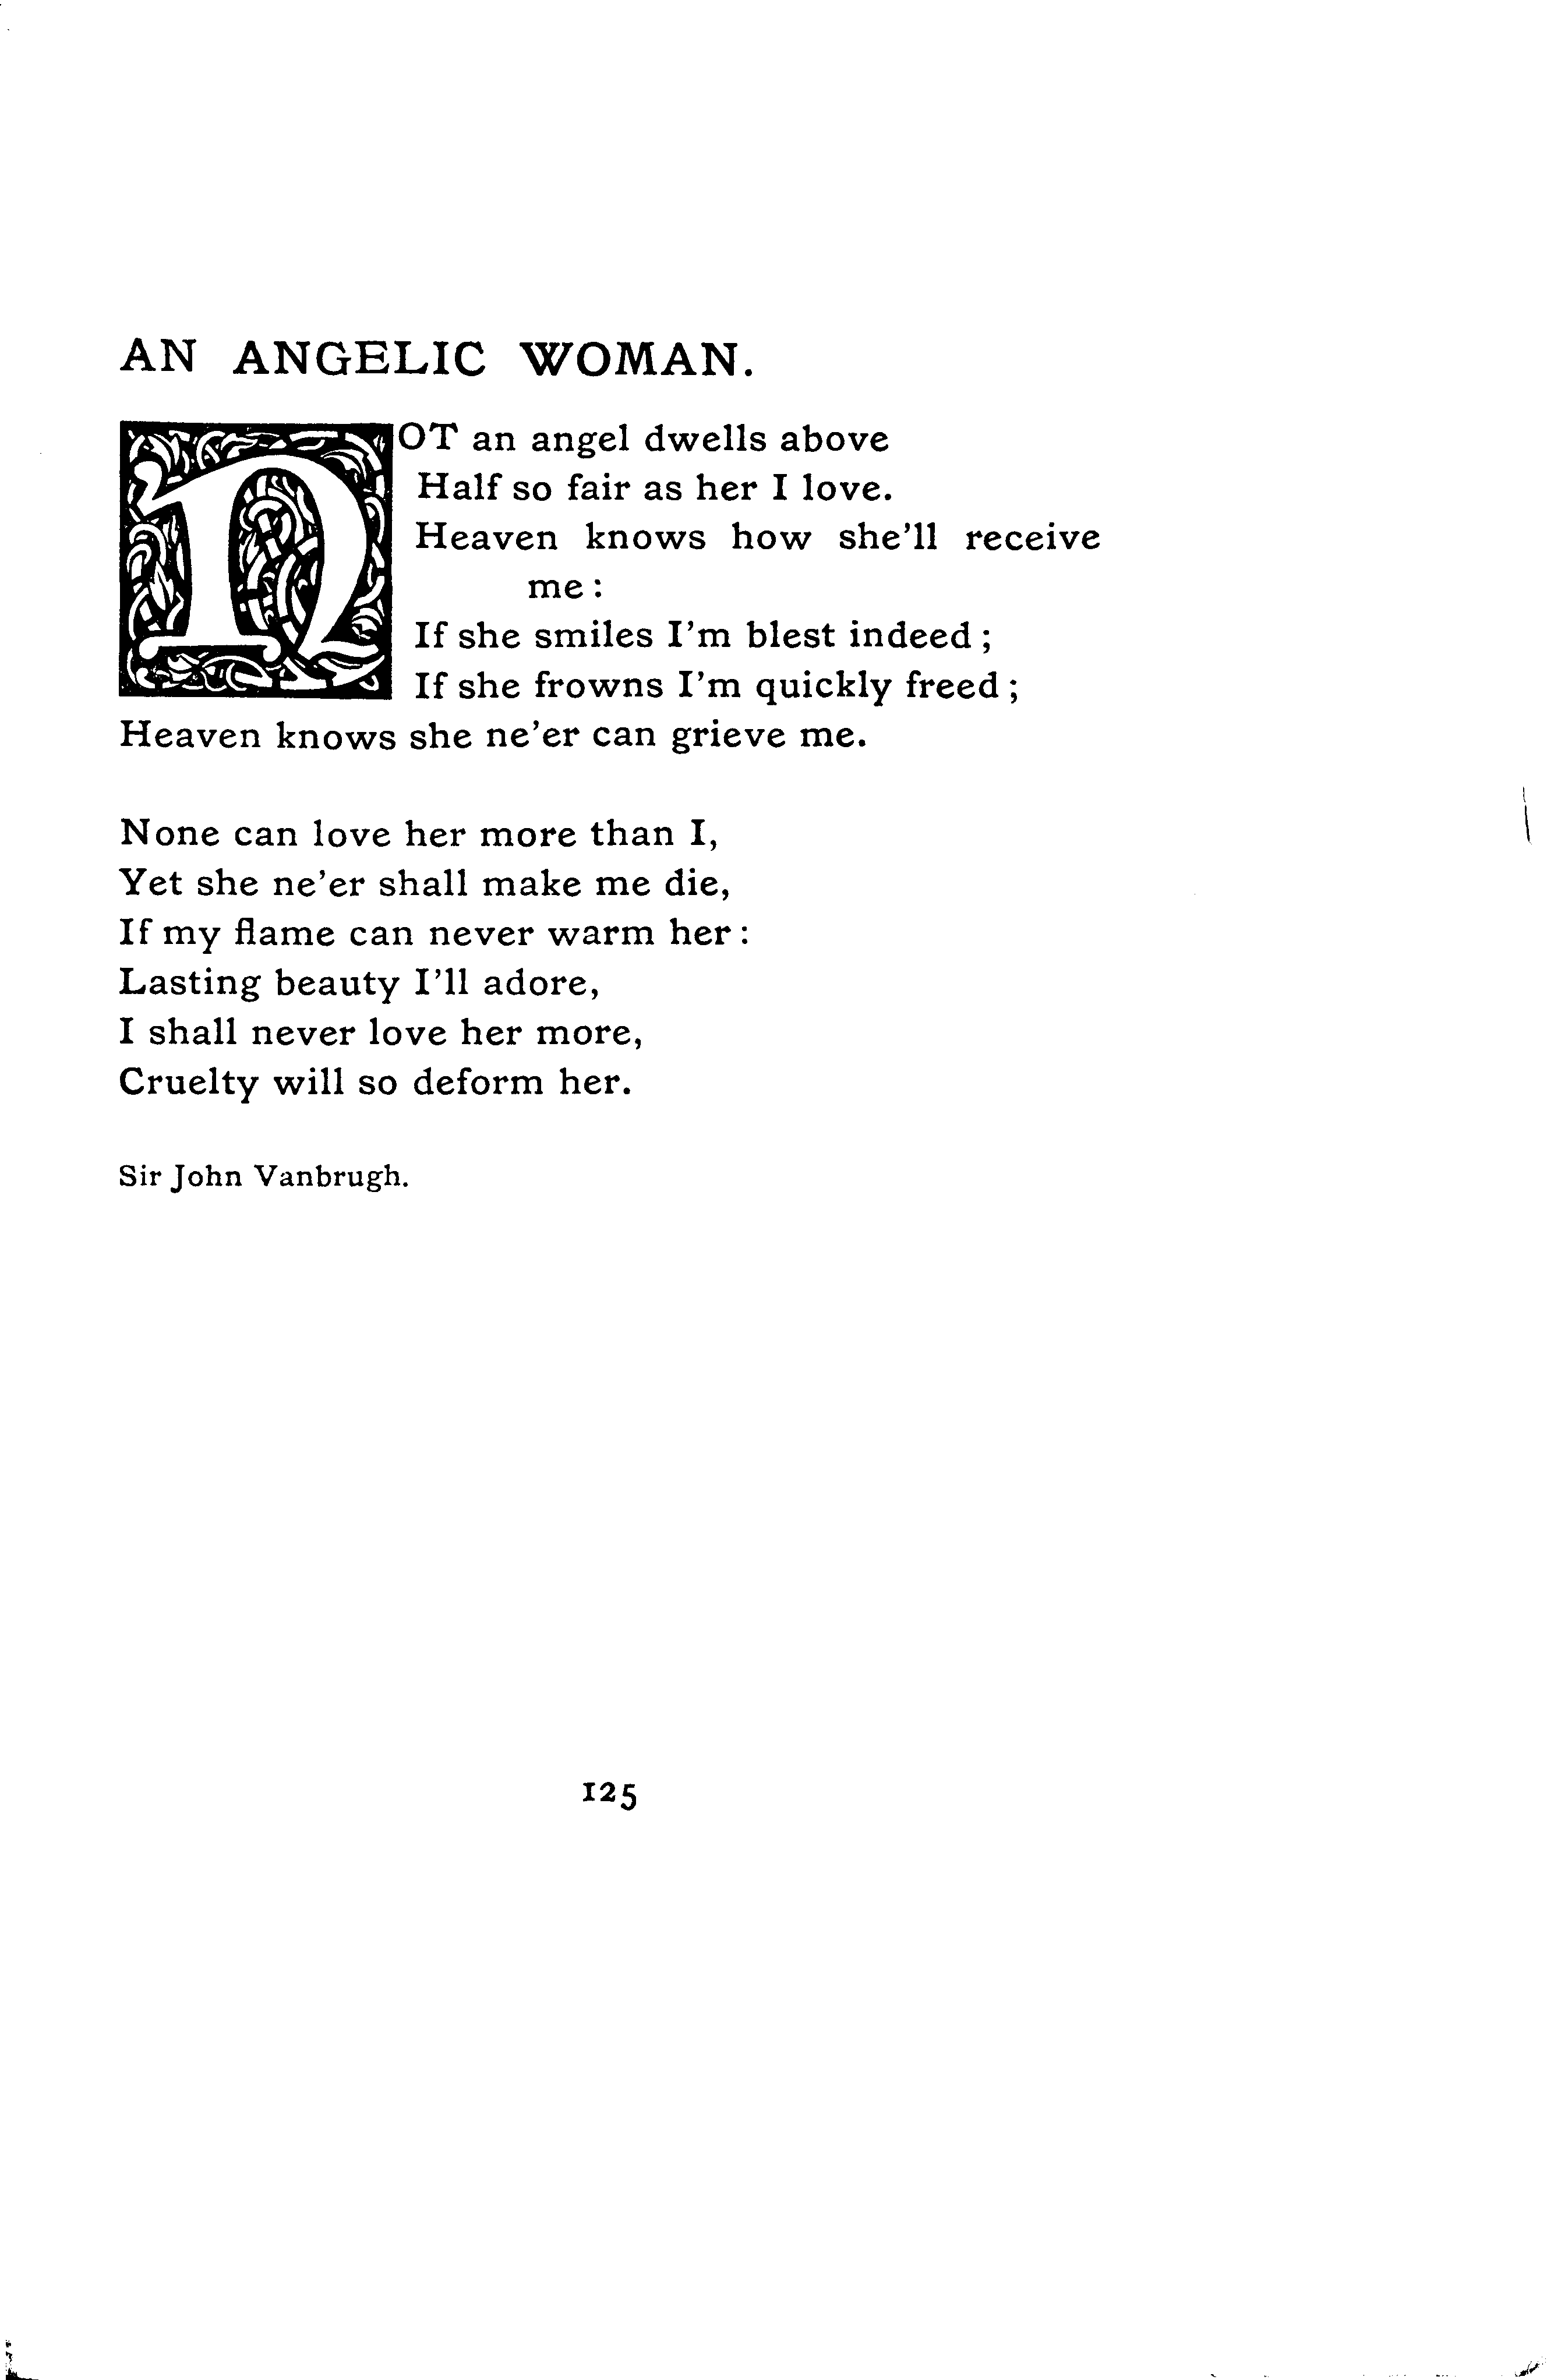 AN ANGELIC WOMAN.
NOT an angel dwells above
Half so fair as her I love.
Heaven knows how she'll receive
me:
If she smiles I'm blest indeed;
If she frowns I'm quickly freed;
Heaven knows she ne'er can grieve me.
None can love her more than I,
Yet she ne'er shall make me die,
If my flame can never warm her:
Lasting beauty I'll adore,
I shall never love her more,
Cruelty will so deform her.
Sir John Vanbrugh.
125